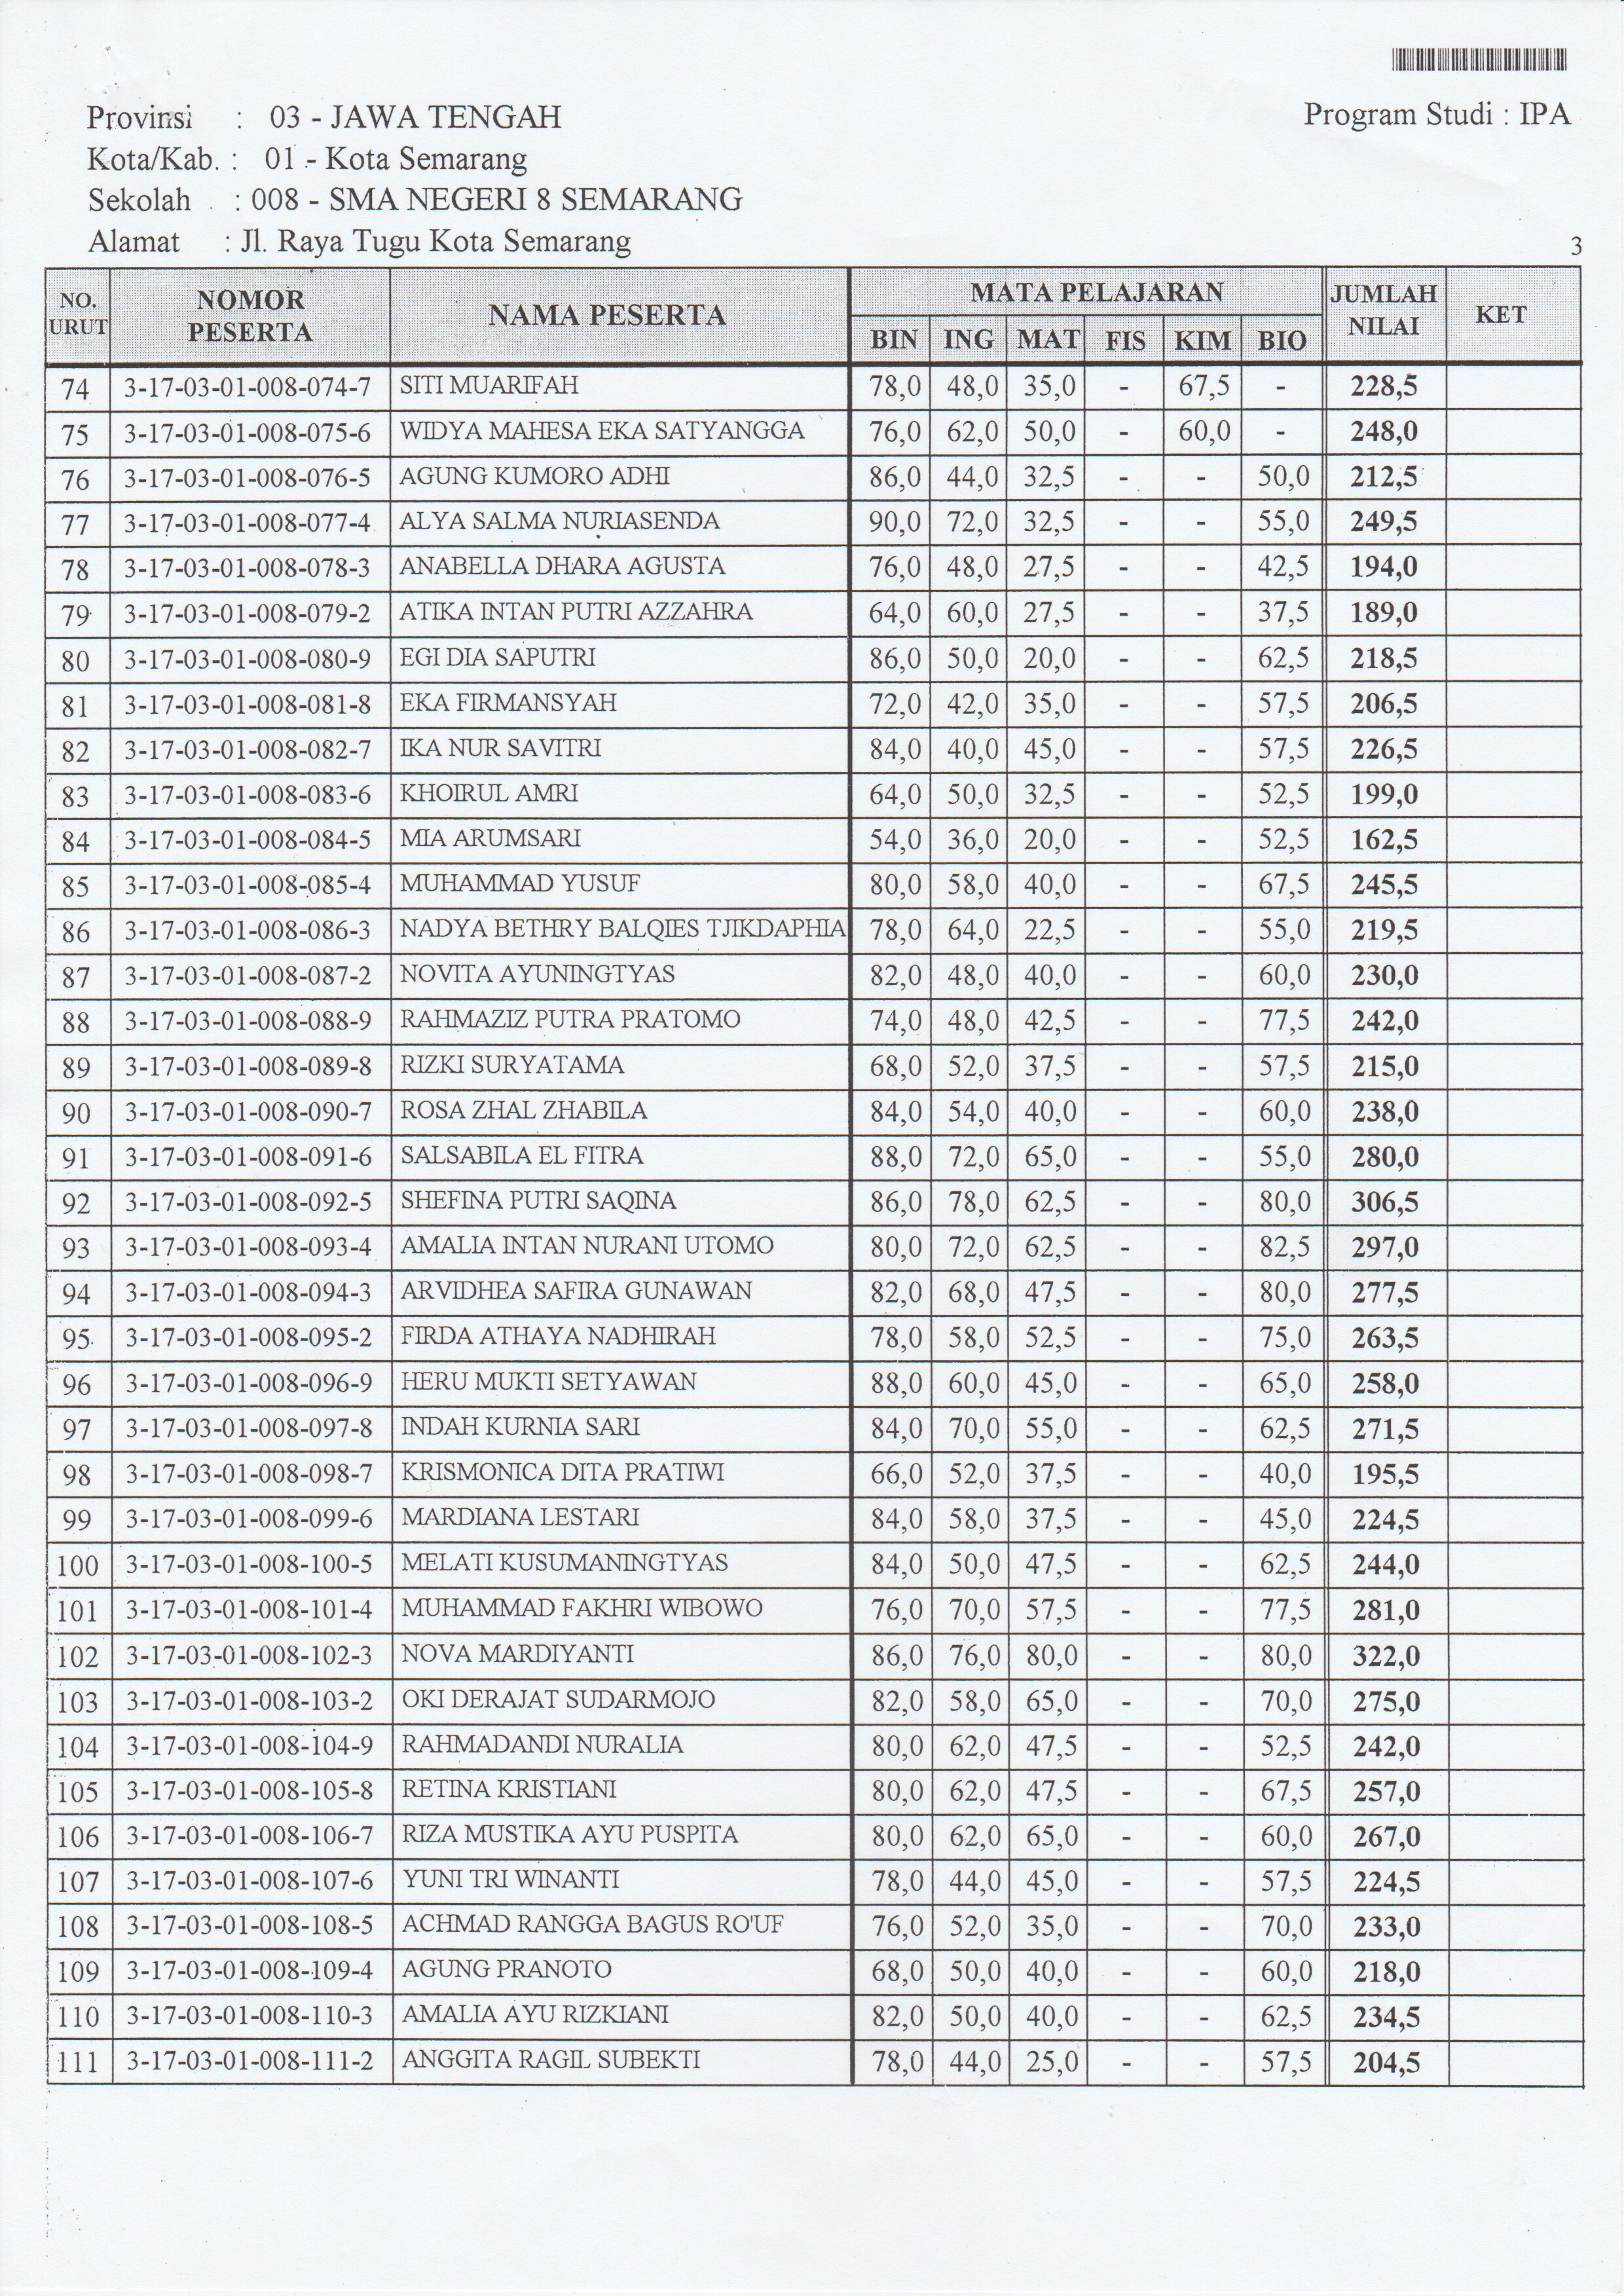 Provinsi : 03 - JAWA TENGAH
Program Studi : IPA
Kota/Kab. : 01 - Kota Semarang
Sekolah : 008 - SMA NEGERI 8 SEMARANG
Alamat : Jl. Raya Tugu Kota Semarang
3
NO. URUT NOMOR PESERTA NAMA PESERTA MATA PELAJARAN JUMLAH NILAI KET
BIN ING MAT FIS KIM BIO
74 3-17-03-01-008-074-7 SITI MUARIFAH 78,0 48,0 35,0 - 67,5 - 228,5
75 3-17-03-01-008-075-6 WIDYA MAHESA EKA SATYANGGA 76,0 62,0 50,0 - 60,0 - 248,0
76 3-17-03-01-008-076-5 AGUNG KUMORO ADHI 86,0 44,0 32,5 - - 50,0 212,5
77 3-17-03-01-008-077-4 ALYA SALMA NURIASENDA 90,0 72,0 32,5 - - 55,0 249,5
78 3-17-03-01-008-078-3 ANABELLA DHARA AGUSTA 76,0 48,0 27,5 - - 42,5 194,0
79 3-17-03-01-008-079-2 ATIKA INTAN PUTRI AZZAHRA 64,0 60,0 27,5 - - 37,5 189,0
80 3-17-03-01-008-080-9 EGI DIA SAPUTRI 86,0 50,0 20,0 - - 62,5 218,5
81 3-17-03-01-008-081-8 EKA FIRMANSYAH 72,0 42,0 35,0 - - 57,5 206,5
82 3-17-03-01-008-082-7 IKA NUR SAVITRI 84,0 40,0 45,0 - - 57,5 226,5
83 3-17-03-01-008-083-6 KHOIRUL AMRI 64,0 50,0 32,5 - - 52,5 199,0
84 3-17-03-01-008-084-5 MIA ARUMSARI 54,0 36,0 20,0 - - 52,5 162,5
85 3-17-03-01-008-085-4 MUHAMMAD YUSUF 80,0 58,0 40,0 - - 67,5 245,5
86 3-17-03-01-008-086-3 NADYA BETHRY BALQIES TJIKDAPHIA 78,0 64,0 22,5 - - 55,0 219,5
87 3-17-03-01-008-087-2 NOVITA AYUNINGTYAS 82,0 48,0 40,0 - - 60,0 230,0
88 3-17-03-01-008-088-9 RAHMAZIZ PUTRA PRATOMO 74,0 48,0 42,5 - - 77,5 242,0
89 3-17-03-01-008-089-8 RIZKI SURYATAMA 68,0 52,0 37,5 - - 57,5 215,0
90 3-17-03-01-008-090-7 ROSA ZHAL ZHABILA 84,0 54,0 40,0 - - 60,0 238,0
91 3-17-03-01-008-091-6 SALSABILA EL FITRA 88,0 72,0 65,0 - - 55,0 280,0
92 3-17-03-01-008-092-5 SHEFINA PUTRI SAQINA 86,0 78,0 62,5 - - 80,0 306,5
93 3-17-03-01-008-093-4 AMALIA INTAN NURANI UTOMO 80,0 72,0 62,5 - - 82,5 297,0
94 3-17-03-01-008-094-3 ARVIDHEA SAFIRA GUNAWAN 82,0 68,0 47,5 - - 80,0 277,5
95 3-17-03-01-008-095-2 FIRDA ATHAYA NADHIRAH 78,0 58,0 52,5 - - 75,0 263,5
96 3-17-03-01-008-096-9 HERU MUKTI SETYAWAN 88,0 60,0 45,0 - - 65,0 258,0
97 3-17-03-01-008-097-8 INDAH KURNIA SARI 84,0 70,0 55,0 - - 62,5 271,5
98 3-17-03-01-008-098-7 KRISMONICA DITA PRATIWI 66,0 52,0 37,5 - - 40,0 195,5
99 3-17-03-01-008-099-6 MARDIANA LESTARI 84,0 58,0 37,5 - - 45,0 224,5
100 3-17-03-01-008-100-5 MELATI KUSUMANINGTYAS 84,0 50,0 47,5 - - 62,5 244,0
101 3-17-03-01-008-101-4 MUHAMMAD FAKHRI WIBOWO 76,0 70,0 57,5 - - 77,5 281,0
102 3-17-03-01-008-102-3 NOVA MARDIYANTI 86,0 76,0 80,0 - - 80,0 322,0
103 3-17-03-01-008-103-2 OKI DERAJAT SUDARMOJO 82,0 58,0 65,0 - - 70,0 275,0
104 3-17-03-01-008-104-9 RAHMADANDI NURALIA 80,0 62,0 47,5 - - 52,5 242,0
105 3-17-03-01-008-105-8 RETINA KRISTIANI 80,0 62,0 47,5 - - 67,5 257,0
106 3-17-03-01-008-106-7 RIZA MUSTIKA AYU PUSPITA 80,0 62,0 65,0 - - 60,0 267,0
107 3-17-03-01-008-107-6 YUNI TRI WINANTI 78,0 44,0 45,0 - - 57,5 224,5
108 3-17-03-01-008-108-5 ACHMAD RANGGA BAGUS RO'UF 76,0 52,0 35,0 - - 70,0 233,0
109 3-17-03-01-008-109-4 AGUNG PRANOTO 68,0 50,0 40,0 - - 60,0 218,0
110 3-17-03-01-008-110-3 AMALIA AYU RIZKIANI 82,0 50,0 40,0 - - 62,5 234,5
111 3-17-03-01-008-111-2 ANGGITA RAGIL SUBEKTI 78,0 44,0 25,0 - - 57,5 204,5